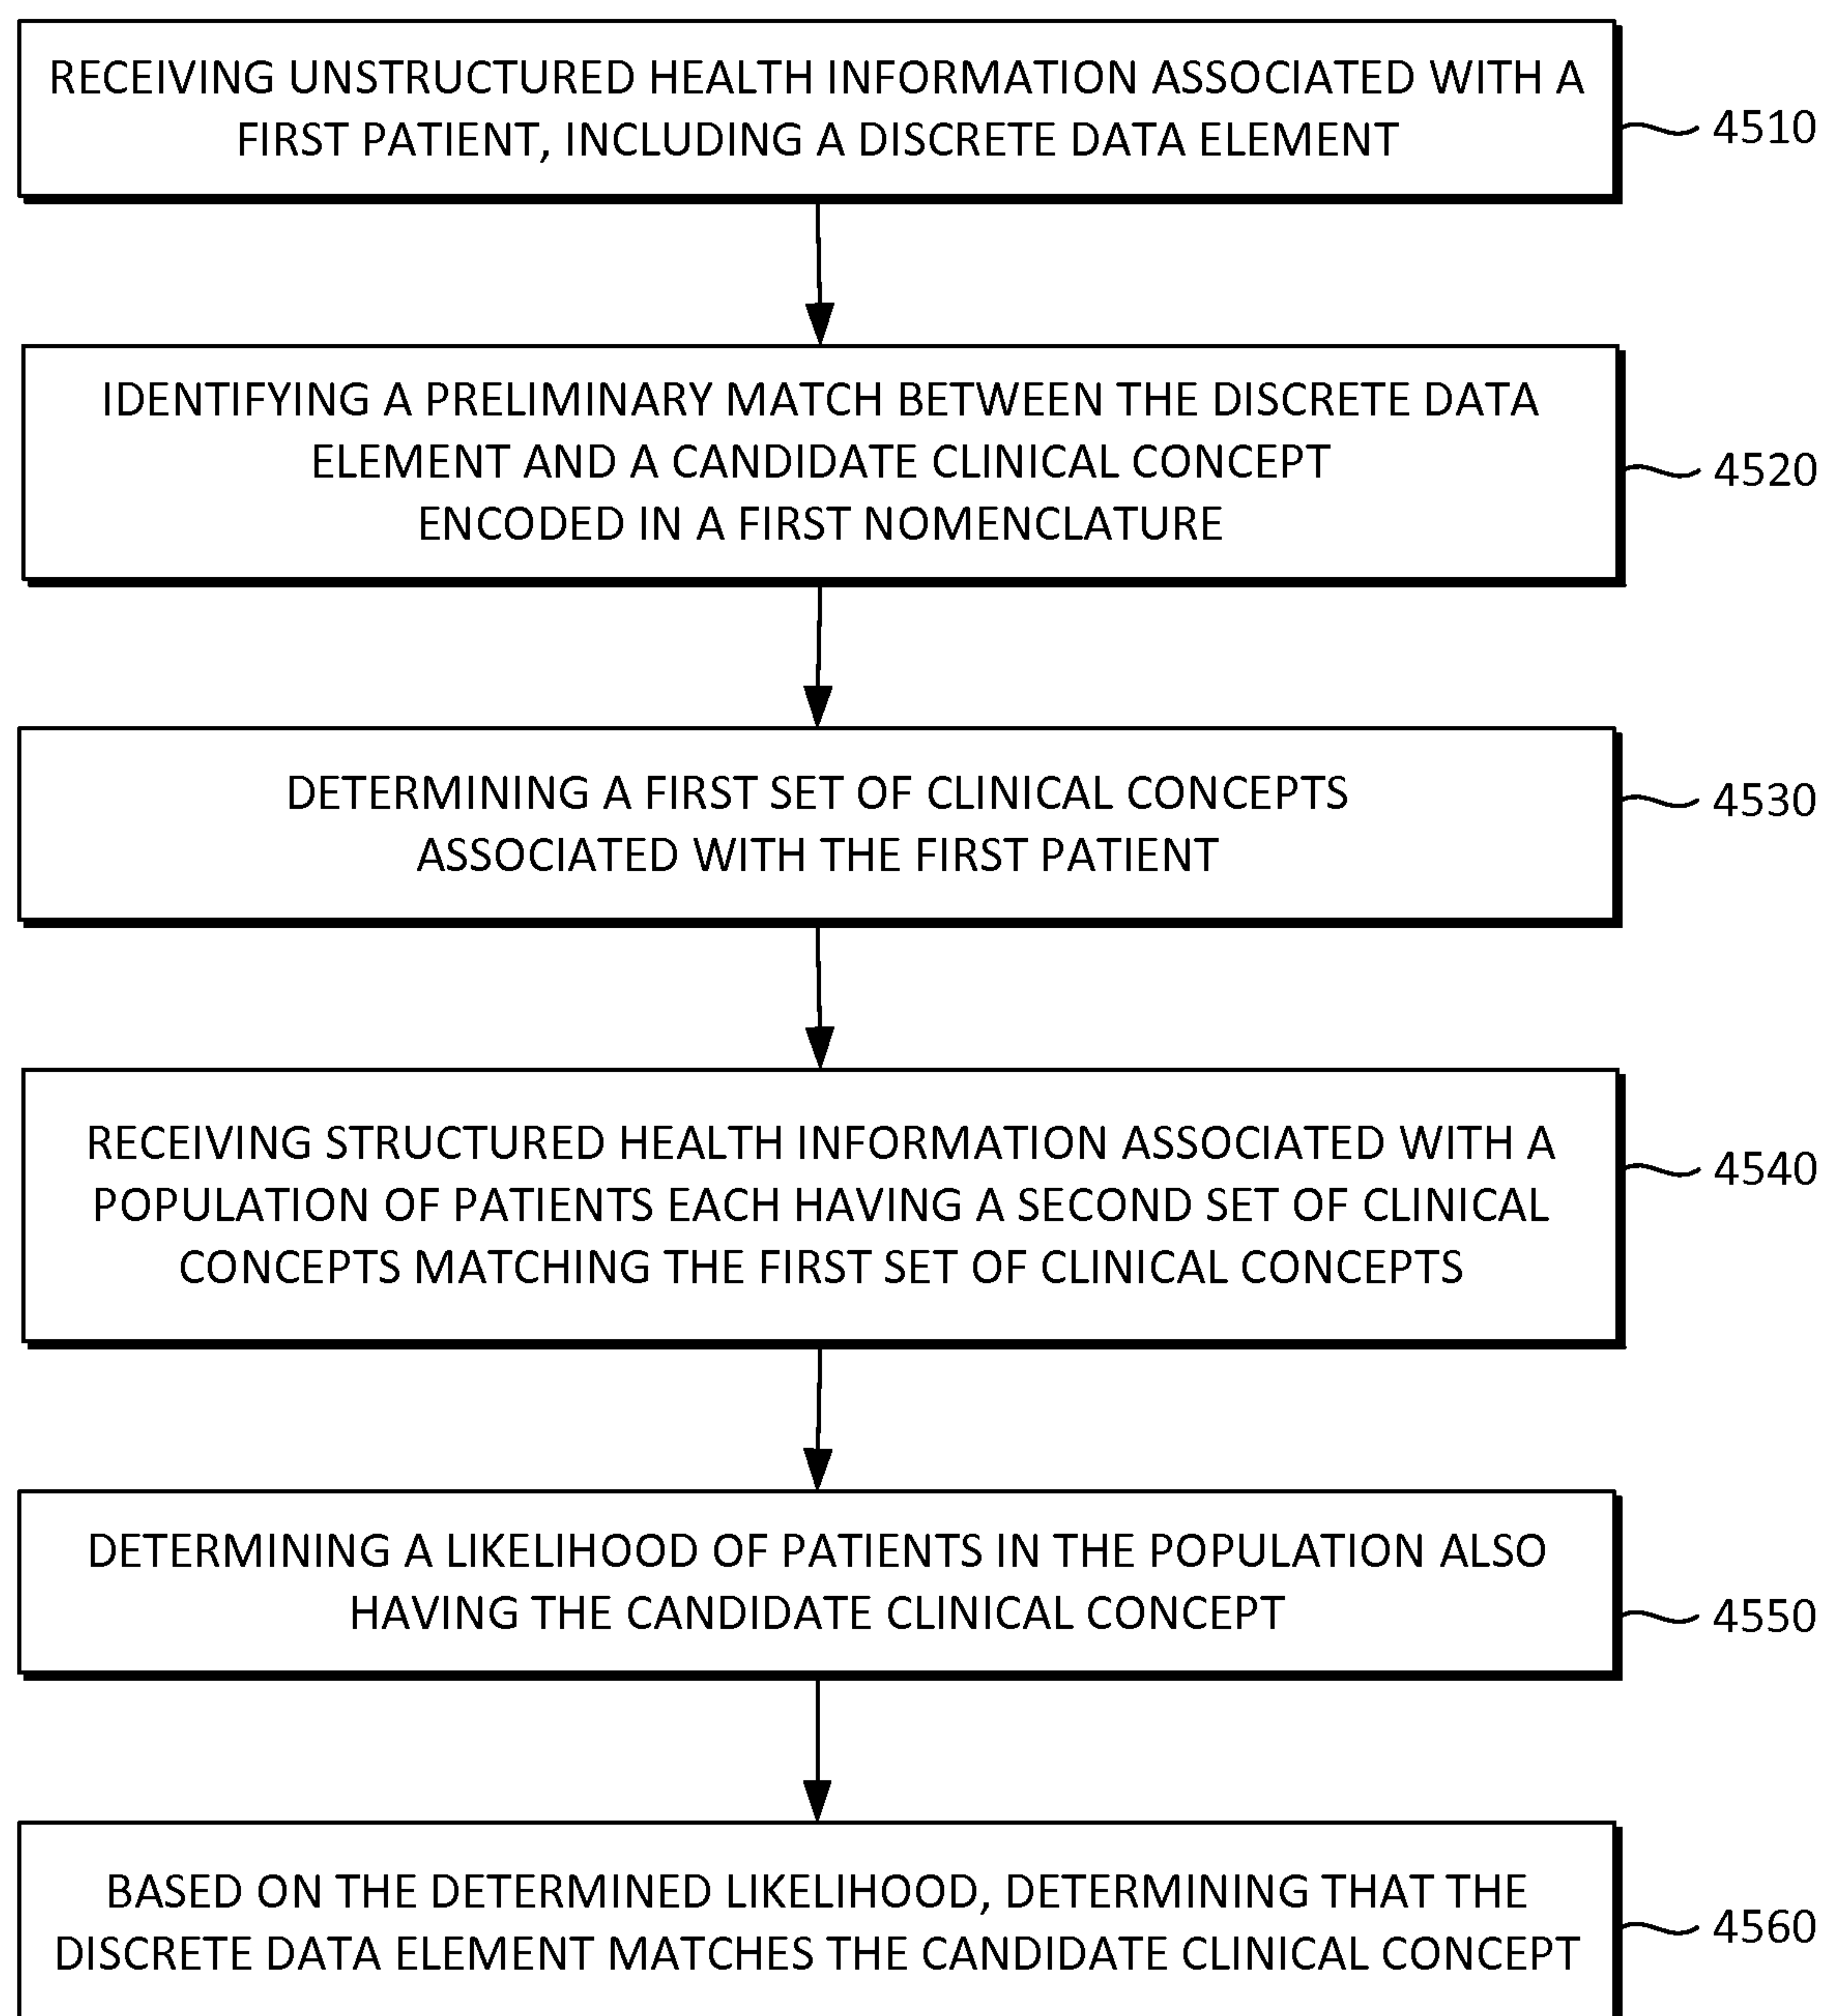 RECEIVING UNSTRUCTURED HEALTH INFORMATION ASSOCIATED WITH A
FIRST PATIENT, INCLUDING A DISCRETE DATA ELEMENT
4510
IDENTIFYING A PRELIMINARY MATCH BETWEEN THE DISCRETE DATA
ELEMENT AND A CANDIDATE CLINICAL CONCEPT
ENCODED IN A FIRST NOMENCLATURE
4520
DETERMINING A FIRST SET OF CLINICAL CONCEPTS
ASSOCIATED WITH THE FIRST PATIENT
4530
RECEIVING STRUCTURED HEALTH INFORMATION ASSOCIATED WITH A
POPULATION OF PATIENTS EACH HAVING A SECOND SET OF CLINICAL
CONCEPTS MATCHING THE FIRST SET OF CLINICAL CONCEPTS
4540
DETERMINING A LIKELIHOOD OF PATIENTS IN THE POPULATION ALSO
HAVING THE CANDIDATE CLINICAL CONCEPT
4550
BASED ON THE DETERMINED LIKELIHOOD, DETERMINING THAT THE
DISCRETE DATA ELEMENT MATCHES THE CANDIDATE CLINICAL CONCEPT
4560